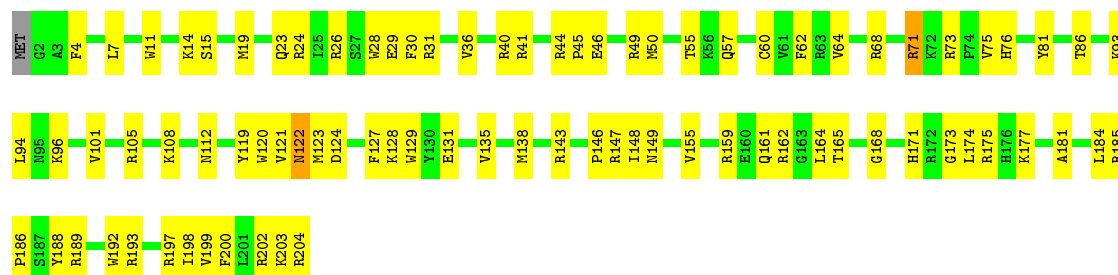 MET G2 A3 F4 L7 W11 K14 S15 M19 Q23 R24 I25 R26 S27 W28 E29 F30 R31 V36 R40 R41 R44 P45 E46 R49 M50 T55 K56 Q57 C60 V61 F62 R63 V64 R68 R71 K72 R73 P74 V75 H76 Y81 T86 K93
L94 N95 K96 V101 R105 K108 N112 Y119 W120 V121 N122 M123 D124 F127 K128 W129 Y130 E131 V135 M138 R143 P146 R147 I148 N149 V155 R159 E160 Q161 R162 G163 L164 T165 G168 H171 R172 G173 L174 R175 H176 K177 A181 L184 R185
P186 S187 Y188 R189 W192 R193 R197 I198 V199 F200 L201 R202 K203 R204